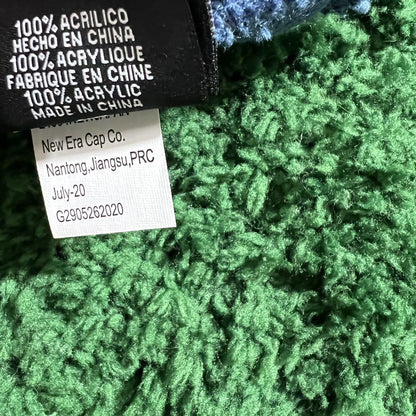 100% ACRILICO
HECHO EN CHINA
100% ACRYLIQUE
FABRIQUE EN CHINE
100% ACRYLIC
MADE IN CHINA
New Era Cap Co.
Nantong,Jiangsu,PRC
July-20
G2905262020